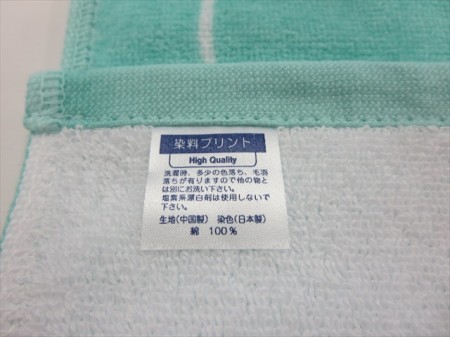 染料プリント
High Quality
洗濯時、多少の色落ち、毛羽
落ちが有りますので他の物と
は別にお洗い下さい。
塩素系漂白剤は使用しないで
下さい。
生地(中国製) 染色(日本製)
綿 100%